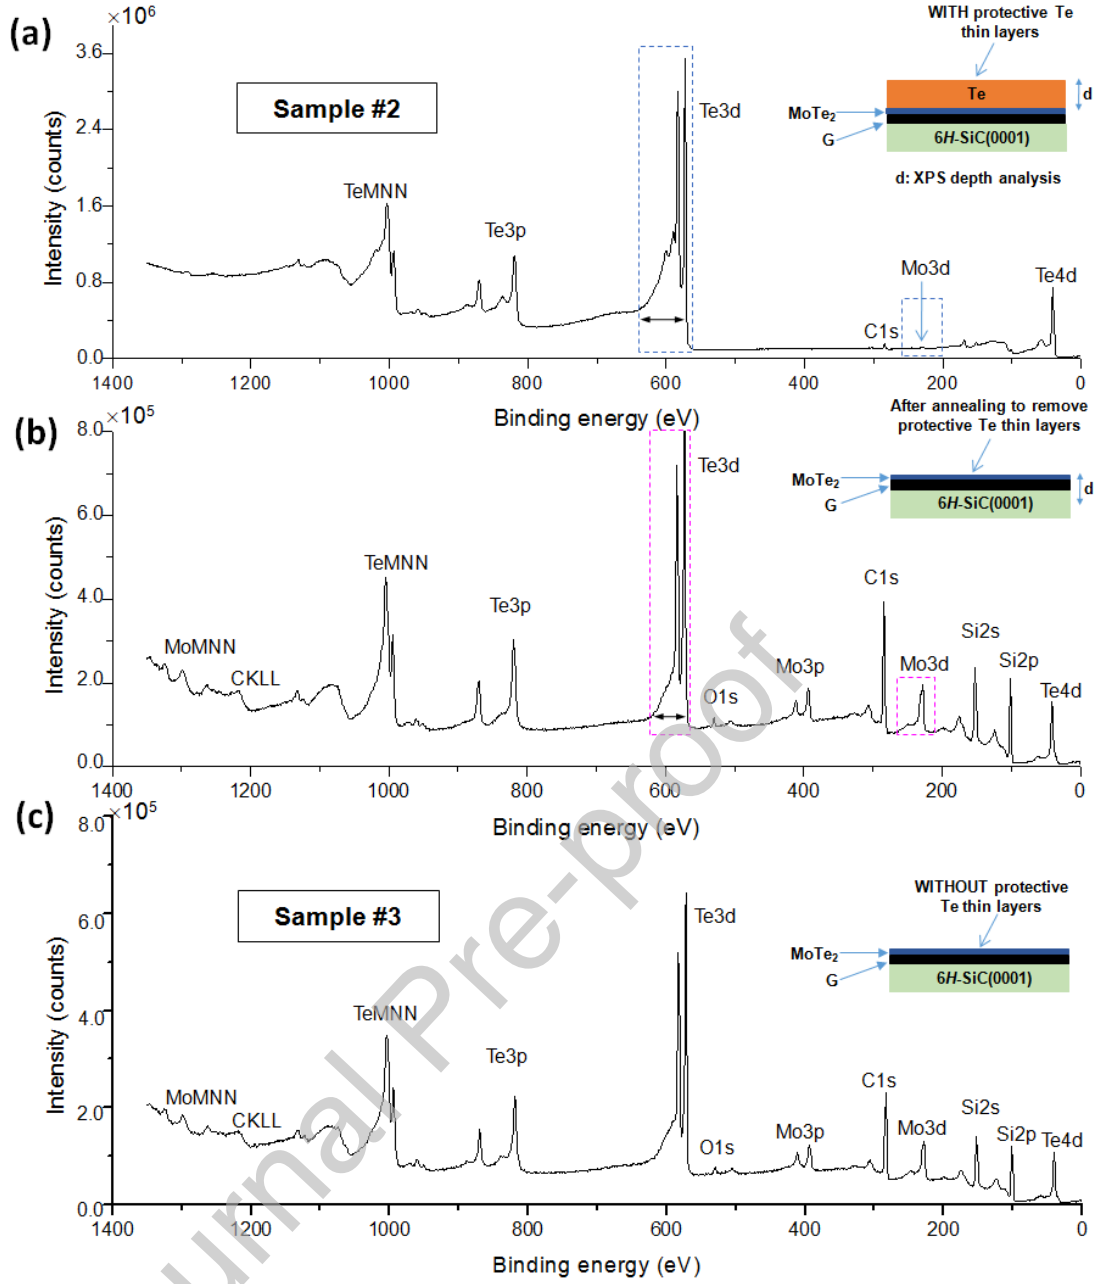 (a)
×10⁶
3.6
2.4
1.6
0.8
0.0
Intensity (counts)
Sample #2
TeMNN
Te3p
Te3d
C1s
Mo3d
Te4d
WITH protective Te
thin layers
Te
d
MoTe₂
G
6H-SiC(0001)
d: XPS depth analysis
1400 1200 1000 800 600 400 200 0
Binding energy (eV)
(b)
×10⁵
8.0
6.0
4.0
2.0
0.0
Intensity (counts)
MoMNN
CKLL
TeMNN
Te3p
Te3d
O1s
Mo3p
C1s
Mo3d
Si2s
Si2p
Te4d
After annealing to remove
protective Te thin layers
MoTe₂
G
6H-SiC(0001)
d
1400 1200 1000 800 600 400 200 0
Binding energy (eV)
(c)
×10⁵
8.0
6.0
4.0
2.0
0.0
Intensity (counts)
Sample #3
MoMNN
CKLL
TeMNN
Te3p
Te3d
O1s
Mo3p
C1s
Mo3d
Si2s
Si2p
Te4d
WITHOUT protective
Te thin layers
MoTe₂
G
6H-SiC(0001)
1400 1200 1000 800 600 400 200 0
Binding energy (eV)
urnal Pre-proof